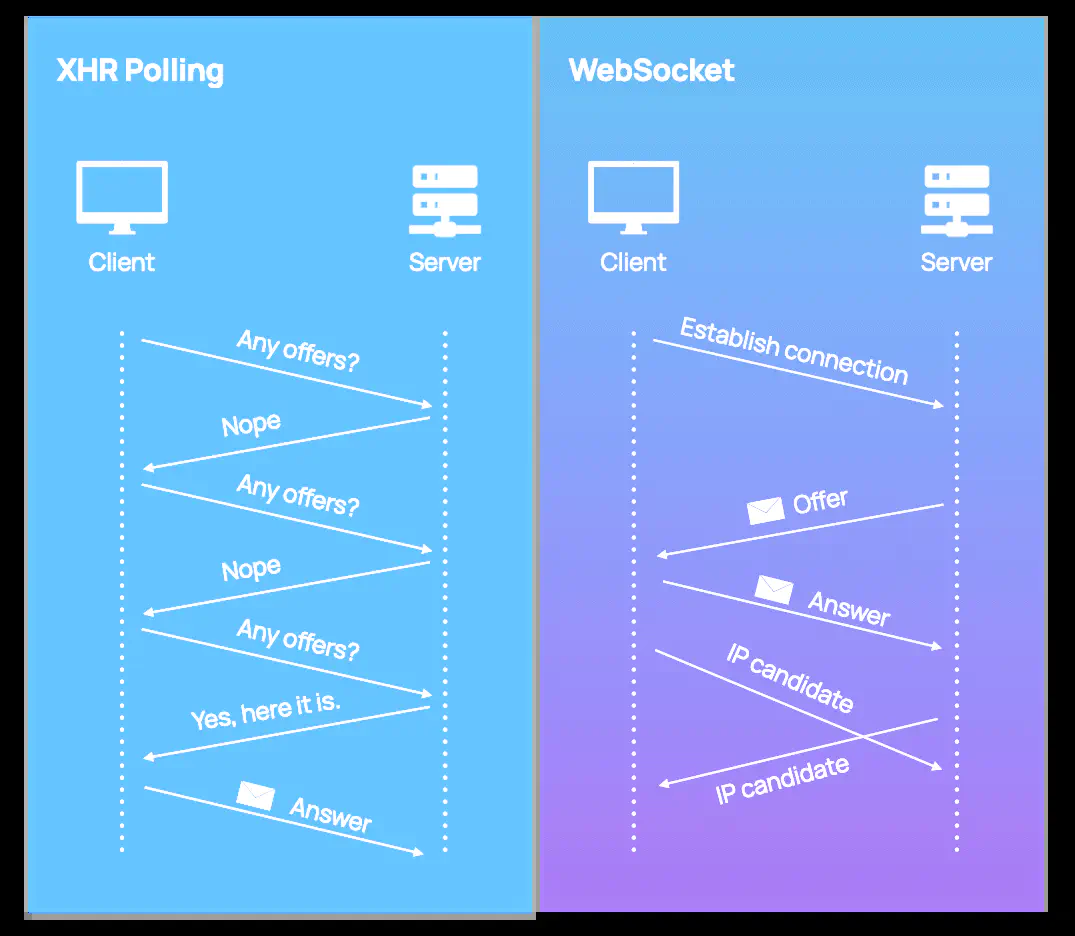 XHR Polling
Client
Server
Any offers?
Nope
Any offers?
Nope
Any offers?
Yes, here it is.
Answer
WebSocket
Client
Server
Establish connection
Offer
Answer
IP candidate
IP candidate